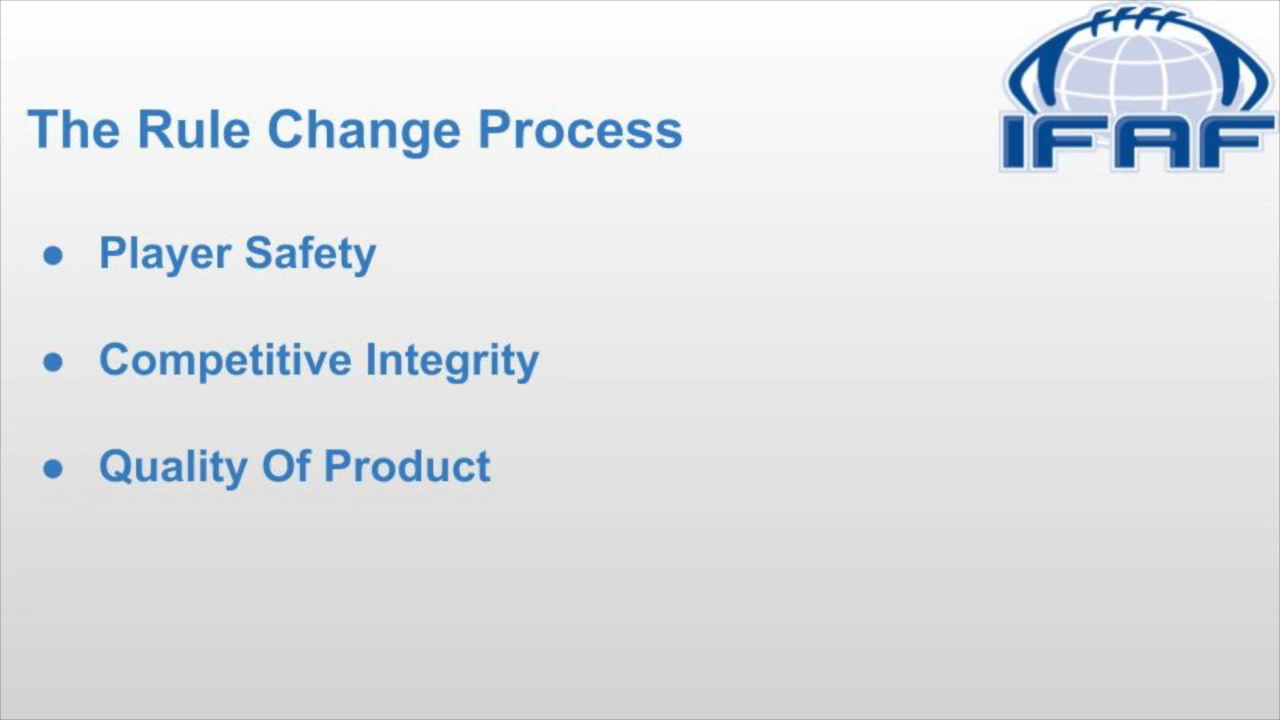 IFAF
The Rule Change Process
● Player Safety
● Competitive Integrity
● Quality Of Product